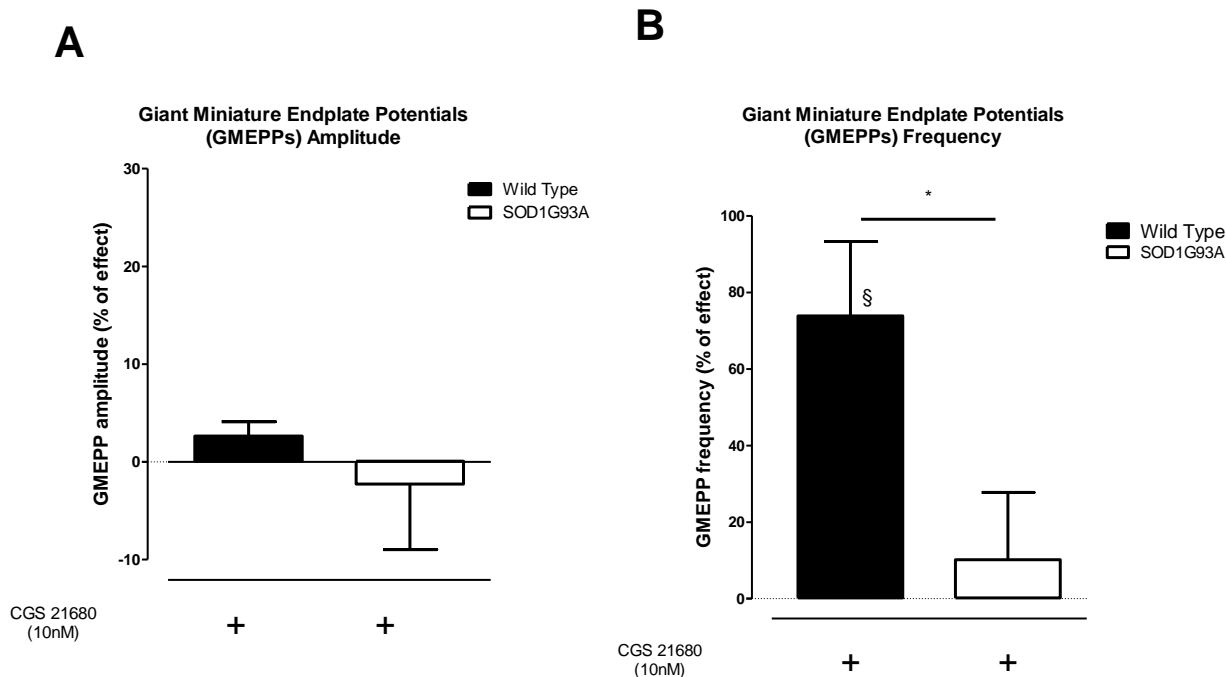 A
Giant Miniature Endplate Potentials
(GMEPPs) Amplitude
30
20
10
0
-10
GMEPP amplitude (% of effect)
Wild Type
SOD1G93A
CGS 21680
(10nM)
+ +
B
Giant Miniature Endplate Potentials
(GMEPPs) Frequency
*
100
80
60
40
20
0
GMEPP frequency (% of effect)
§
Wild Type
SOD1G93A
CGS 21680
(10nM)
+ +